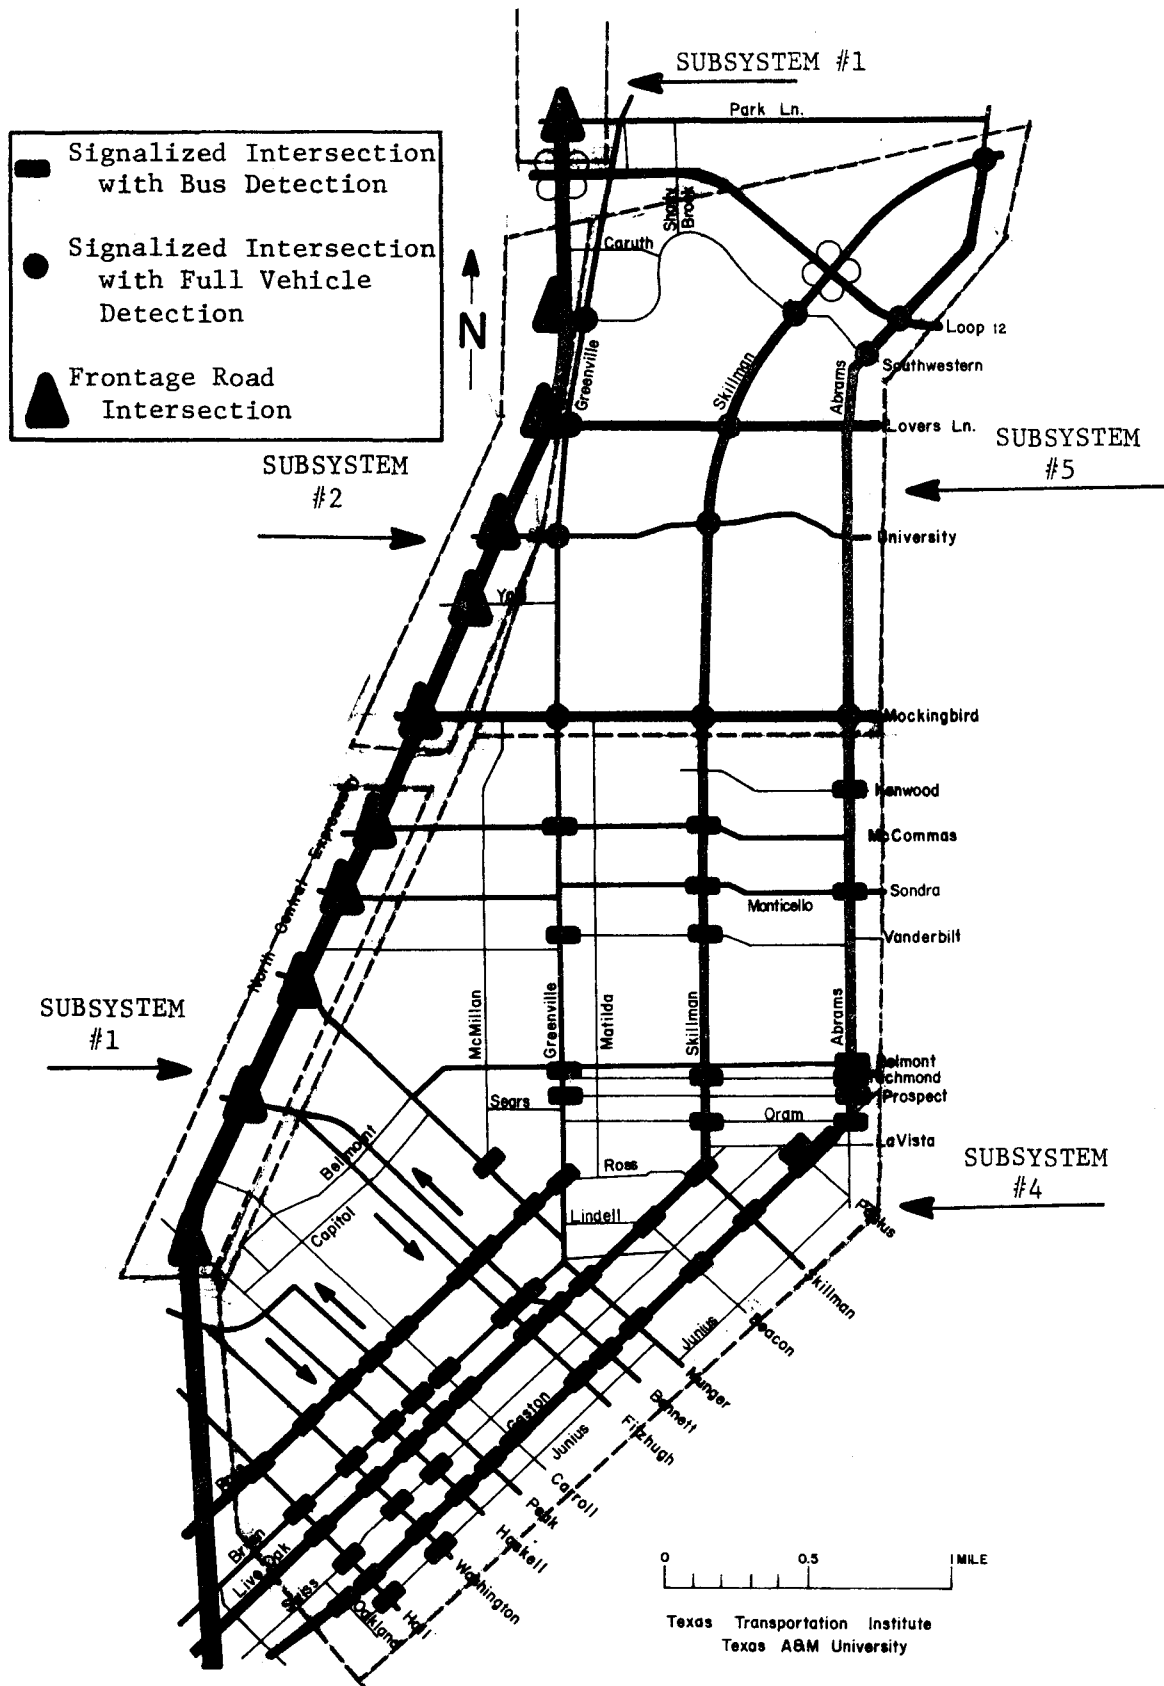 SUBSYSTEM #1
Park Ln.
Signalized Intersection
with Bus Detection
Signalized Intersection
with Full Vehicle
Detection
Frontage Road
Intersection
Shady
Brook
Caruth
N
Loop 12
Greenville
Skillman
Abrams
Southwestern
Lovers Ln.
SUBSYSTEM
#2
SUBSYSTEM
#5
University
Mockingbird
Kenwood
North Central Expressway
McCommas
Sondra
Monticello
Vanderbilt
McMillan
Greenville
Matilda
Skillman
Abrams
SUBSYSTEM
#1
Belmont
Richmond
Prospect
Sears
Oram
LaVista
Bellmont
Ross
SUBSYSTEM
#4
Capitol
Lindell
Skillman
Beacon
Junius
Munger
Bennett
Fitzhugh
Gaston
Junius
Carroll
Peak
Haskell
Washington
Hall
Oakland
Swiss
Live Oak
Bryan
0 0.5 1 MILE
Texas Transportation Institute
Texas A&M University